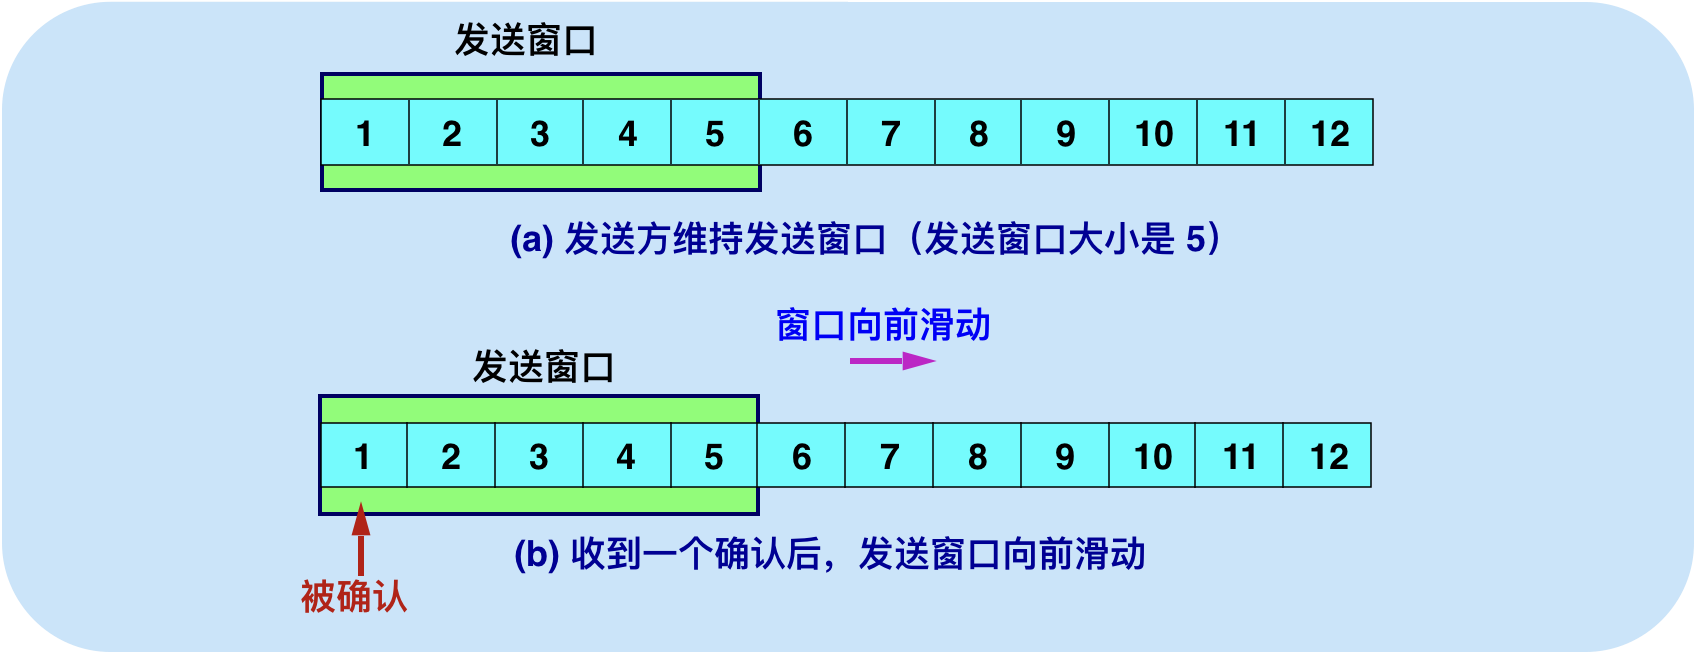 发送窗口
1 2 3 4 5 6 7 8 9 10 11 12
(a) 发送方维持发送窗口（发送窗口大小是 5）
窗口向前滑动
发送窗口
1 2 3 4 5 6 7 8 9 10 11 12
(b) 收到一个确认后，发送窗口向前滑动
被确认